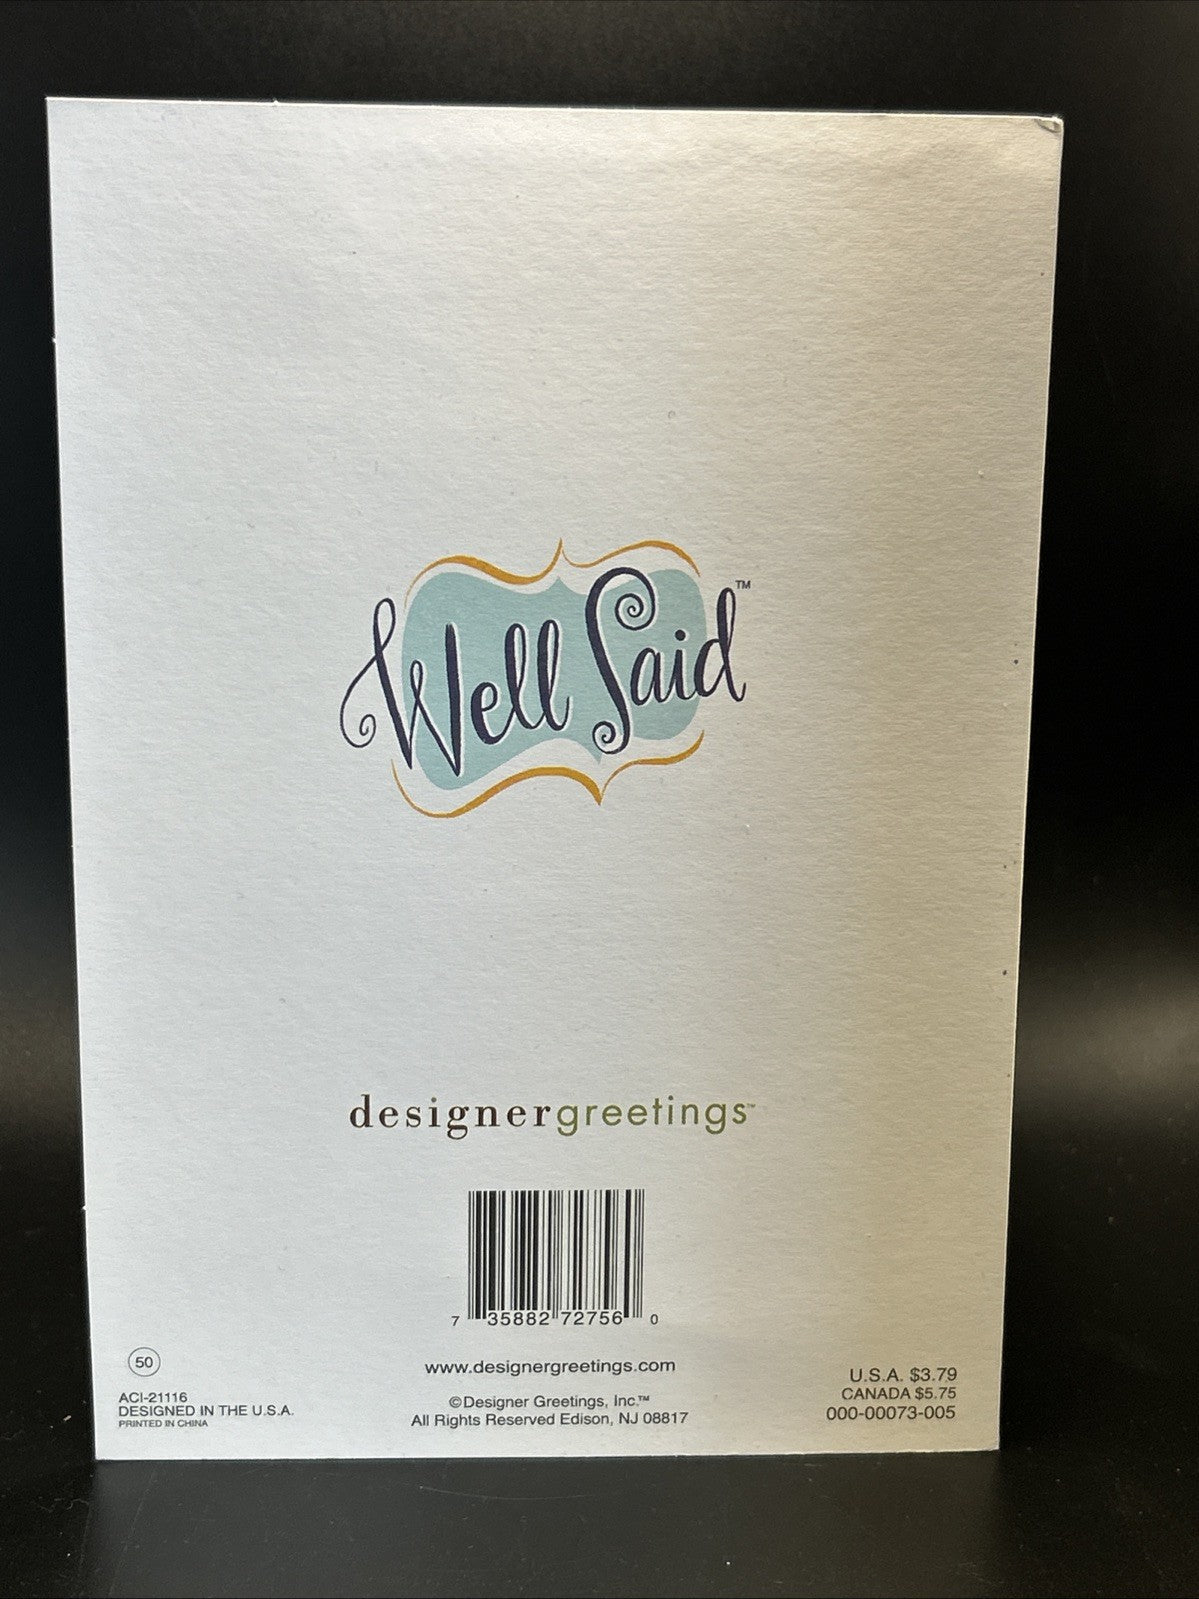 Well Said™
designergreetings™
7 35882 72756 0
www.designergreetings.com
©Designer Greetings, Inc.™
All Rights Reserved Edison, NJ 08817
50
ACI-21116
DESIGNED IN THE U.S.A.
PRINTED IN CHINA
U.S.A. $3.79
CANADA $5.75
000-00073-005